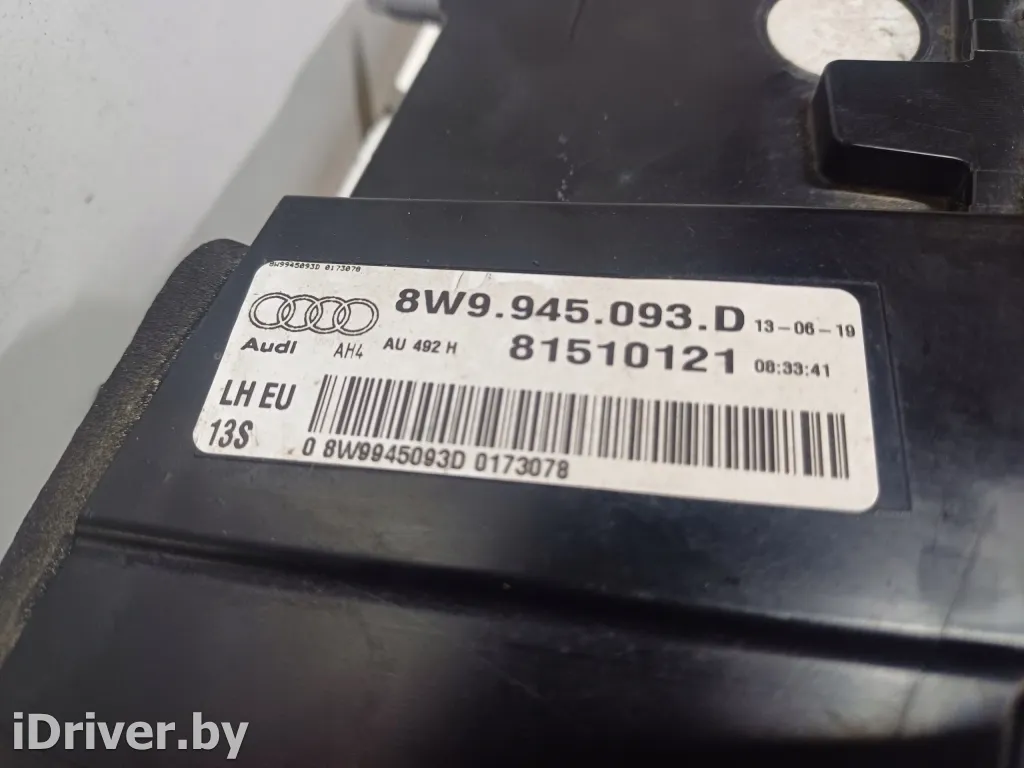 8W9945093D 0173078
8W9.945.093.D 13-06-19
Audi AH4 AU 492 H 81510121 08:33:41
LH EU
13S
0 8W9945093D 0173078
iDriver.by